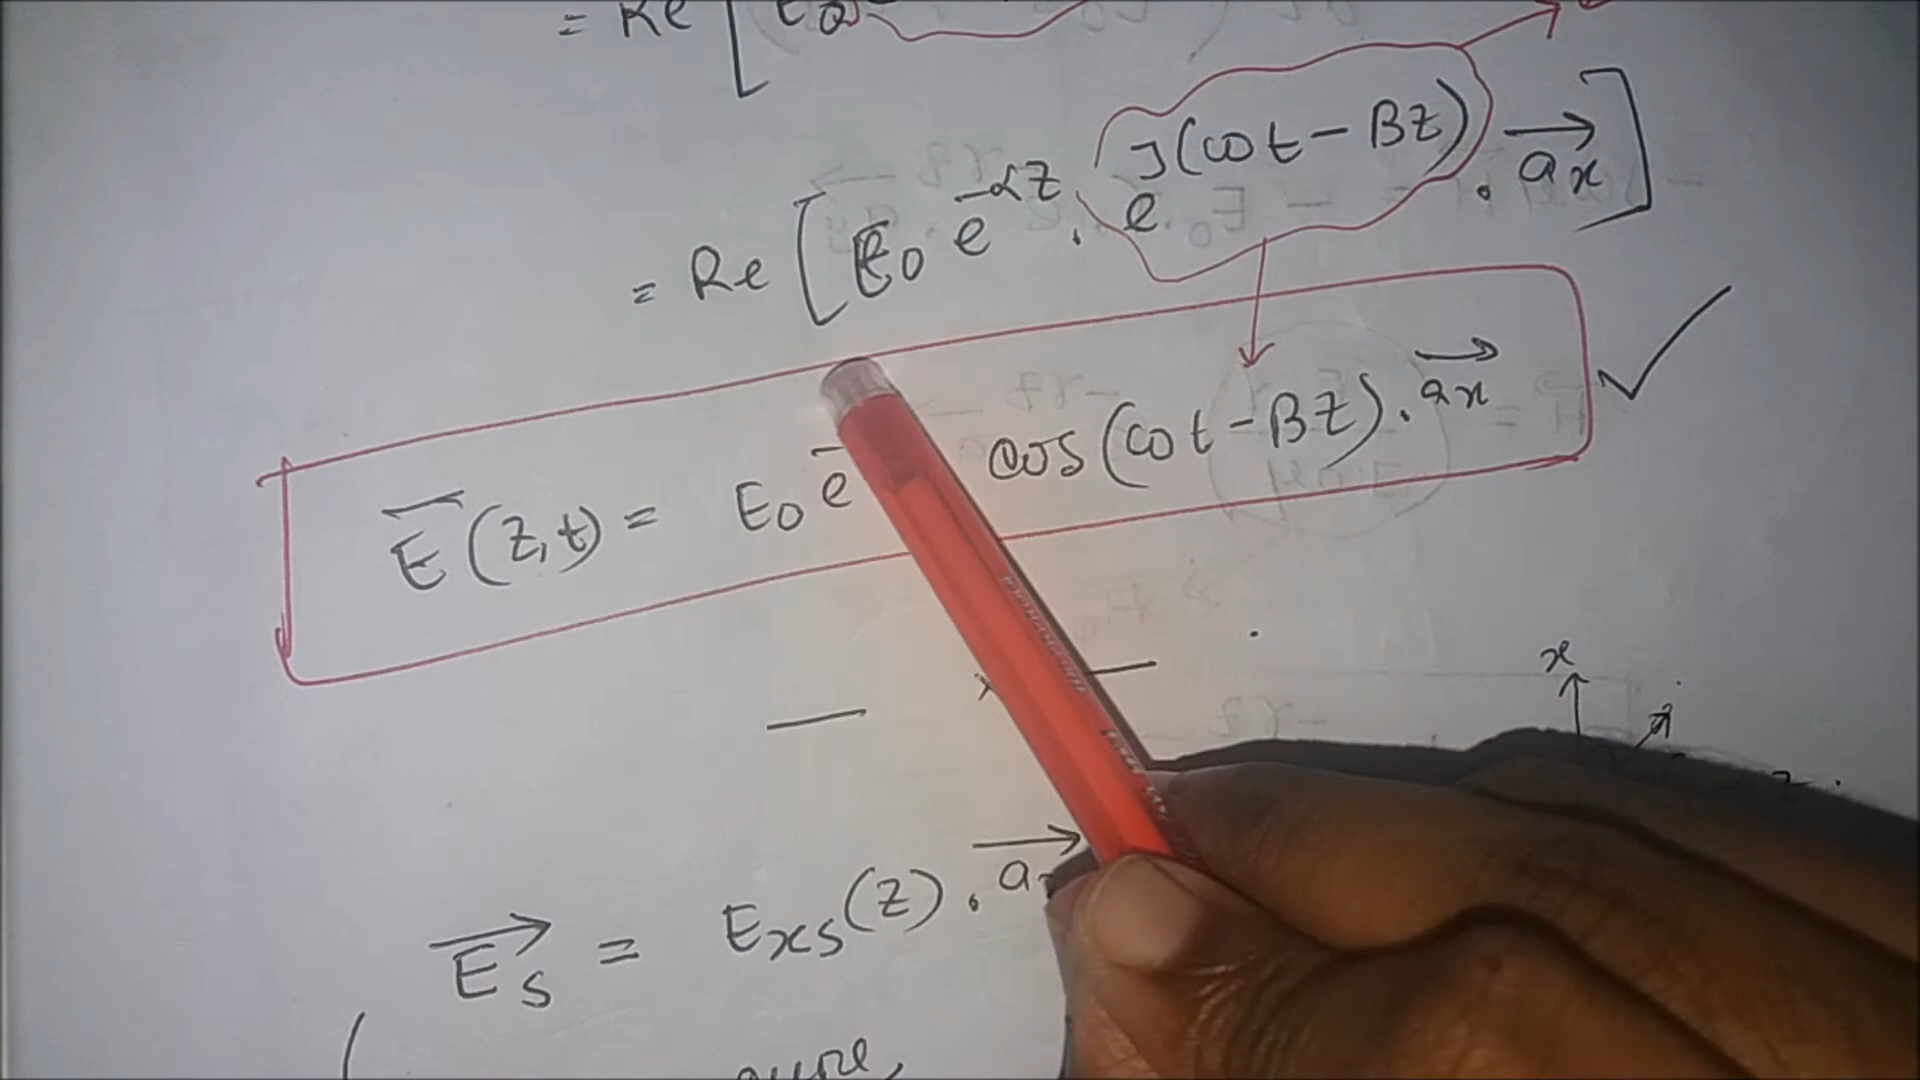 = Re [ E0
= Re [ E0 e^-αz . e^J(ωt - βz) . ax ]
E (z,t) = E0 e^- cos (ωt - βz) . ax
x
Es = Exs (z) . a
z